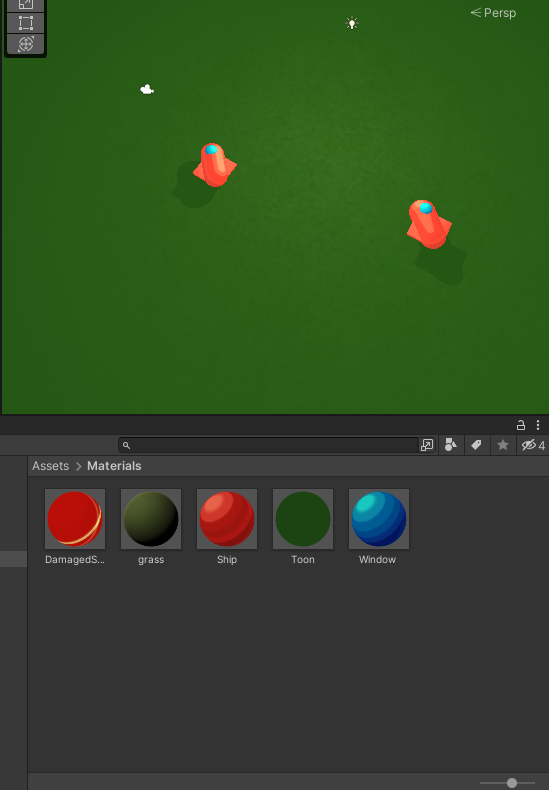 Persp
4
Assets > Materials
DamagedS...
grass
Ship
Toon
Window